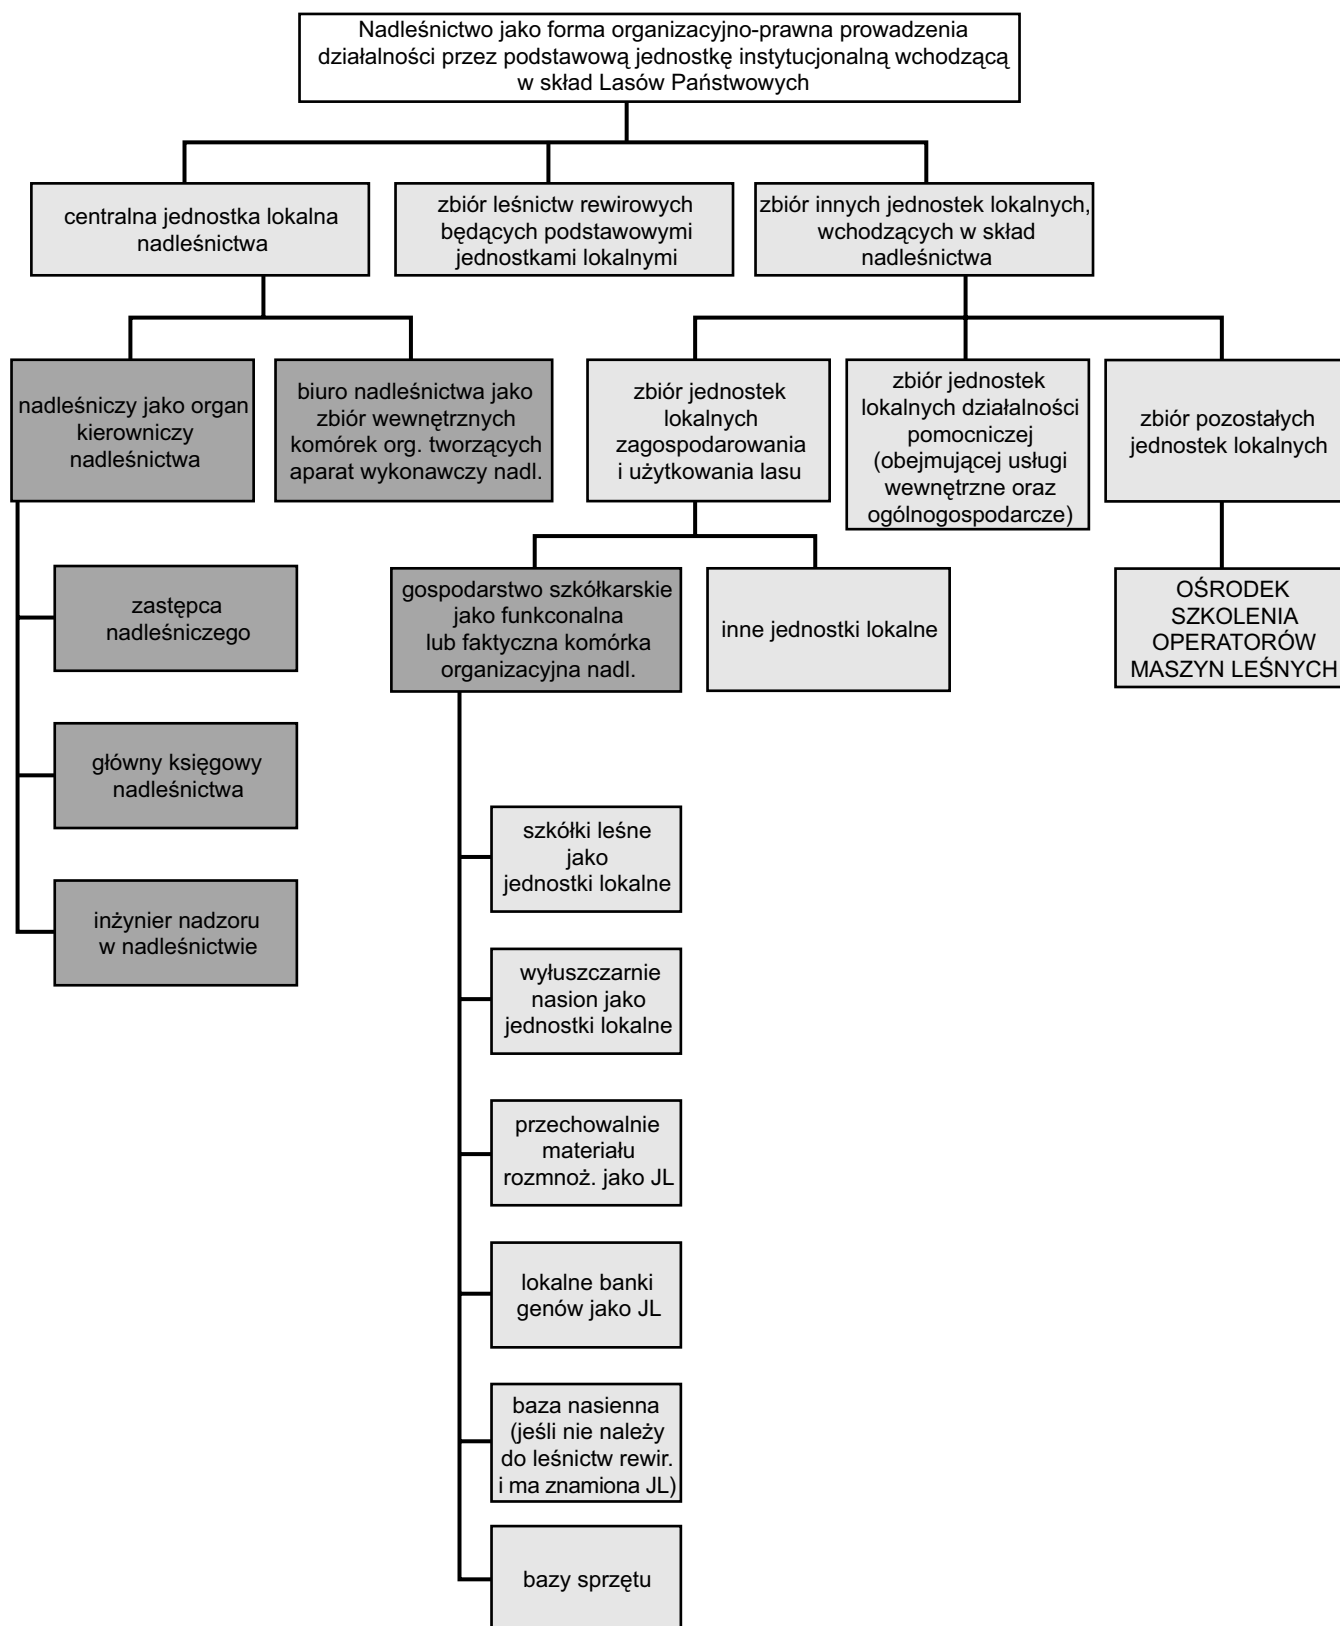 Nadleśnictwo jako forma organizacyjno-prawna prowadzenia
działalności przez podstawową jednostkę instytucjonalną wchodzącą
w skład Lasów Państwowych
centralna jednostka lokalna
nadleśnictwa
zbiór leśnictw rewirowych
będących podstawowymi
jednostkami lokalnymi
zbiór innych jednostek lokalnych,
wchodzących w skład
nadleśnictwa
nadleśniczy jako organ
kierowniczy
nadleśnictwa
biuro nadleśnictwa jako
zbiór wewnętrznych
komórek org. tworzących
aparat wykonawczy nadl.
zbiór jednostek
lokalnych
zagospodarowania
i użytkowania lasu
zbiór jednostek
lokalnych działalności
pomocniczej
(obejmującej usługi
wewnętrzne oraz
ogólnogospodarcze)
zbiór pozostałych
jednostek lokalnych
zastępca
nadleśniczego
główny księgowy
nadleśnictwa
inżynier nadzoru
w nadleśnictwie
gospodarstwo szkółkarskie
jako funkconalna
lub faktyczna komórka
organizacyjna nadl.
inne jednostki lokalne
OŚRODEK
SZKOLENIA
OPERATORÓW
MASZYN LEŚNYCH
szkółki leśne
jako
jednostki lokalne
wyłuszczarnie
nasion jako
jednostki lokalne
przechowalnie
materiału
rozmnoż. jako JL
lokalne banki
genów jako JL
baza nasienna
(jeśli nie należy
do leśnictw rewir.
i ma znamiona JL)
bazy sprzętu